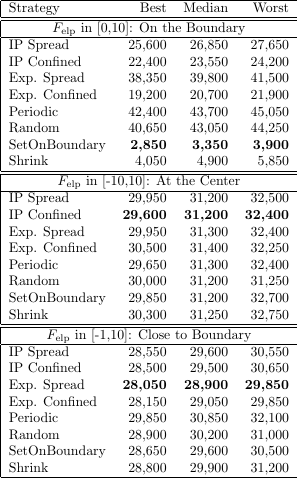 Strategy Best Median Worst
F_elp in [0,10]: On the Boundary
IP Spread 25,600 26,850 27,650
IP Confined 22,400 23,550 24,200
Exp. Spread 38,350 39,800 41,500
Exp. Confined 19,200 20,700 21,900
Periodic 42,400 43,700 45,050
Random 40,650 43,050 44,250
SetOnBoundary 2,850 3,350 3,900
Shrink 4,050 4,900 5,850
F_elp in [-10,10]: At the Center
IP Spread 29,950 31,200 32,500
IP Confined 29,600 31,200 32,400
Exp. Spread 29,950 31,300 32,400
Exp. Confined 30,500 31,400 32,250
Periodic 29,650 31,300 32,400
Random 30,000 31,200 31,250
SetOnBoundary 29,850 31,200 32,700
Shrink 30,300 31,250 32,750
F_elp in [-1,10]: Close to Boundary
IP Spread 28,550 29,600 30,550
IP Confined 28,500 29,500 30,650
Exp. Spread 28,050 28,900 29,850
Exp. Confined 28,150 29,050 29,850
Periodic 29,850 30,850 32,100
Random 28,900 30,200 31,000
SetOnBoundary 28,650 29,600 30,500
Shrink 28,800 29,900 31,200